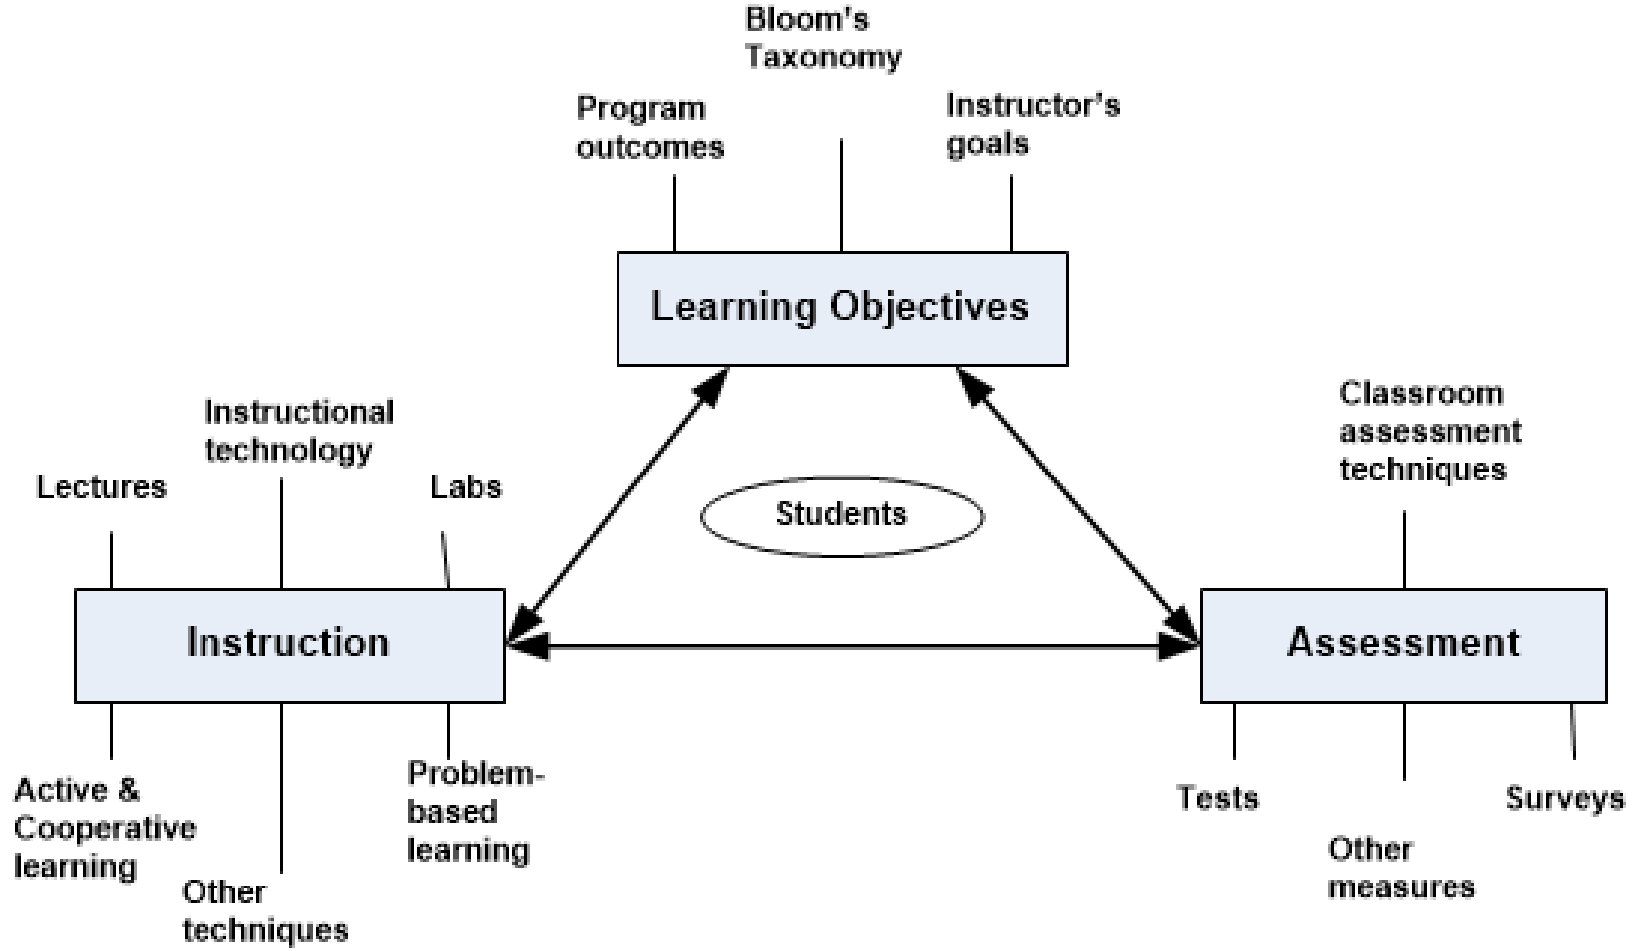 Bloom's
Taxonomy
Program
outcomes
Instructor's
goals
Learning Objectives
Instructional
technology
Lectures
Labs
Classroom
assessment
techniques
Students
Instruction
Assessment
Active &
Cooperative
learning
Other
techniques
Problem-
based
learning
Tests
Other
measures
Surveys